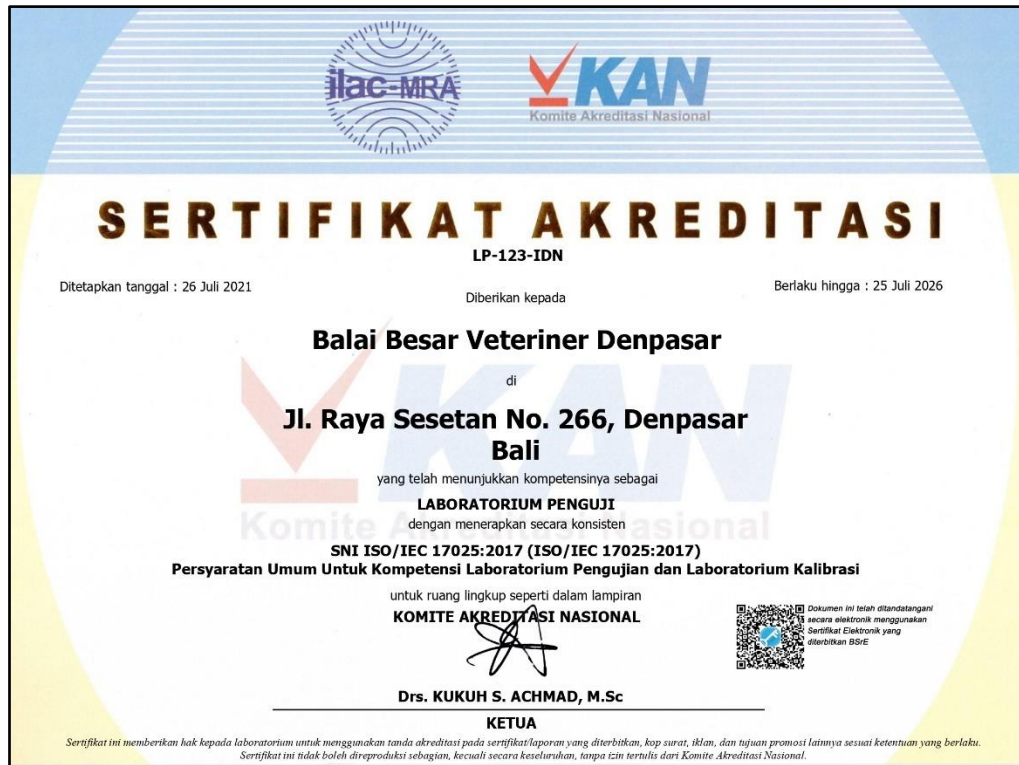 ilac-MRA
KAN
Komite Akreditasi Nasional
SERTIFIKAT AKREDITASI
LP-123-IDN
Ditetapkan tanggal : 26 Juli 2021
Berlaku hingga : 25 Juli 2026
Diberikan kepada
Balai Besar Veteriner Denpasar
di
Jl. Raya Sesetan No. 266, Denpasar
Bali
yang telah menunjukkan kompetensinya sebagai
LABORATORIUM PENGUJI
dengan menerapkan secara konsisten
KAN
Komite Akreditasi Nasional
SNI ISO/IEC 17025:2017 (ISO/IEC 17025:2017)
Persyaratan Umum Untuk Kompetensi Laboratorium Pengujian dan Laboratorium Kalibrasi
untuk ruang lingkup seperti dalam lampiran
KOMITE AKREDITASI NASIONAL
Dokumen ini telah ditandatangani
secara elektronik menggunakan
Sertifikat Elektronik yang
diterbitkan BSrE
Drs. KUKUH S. ACHMAD, M.Sc
KETUA
Sertifikat ini memberikan hak kepada laboratorium untuk menggunakan tanda akreditasi pada sertifikat/laporan yang diterbitkan, kop surat, iklan, dan tujuan promosi lainnya sesuai ketentuan yang berlaku.
Sertifikat ini tidak boleh direproduksi sebagian, kecuali secara keseluruhan, tanpa izin tertulis dari Komite Akreditasi Nasional.